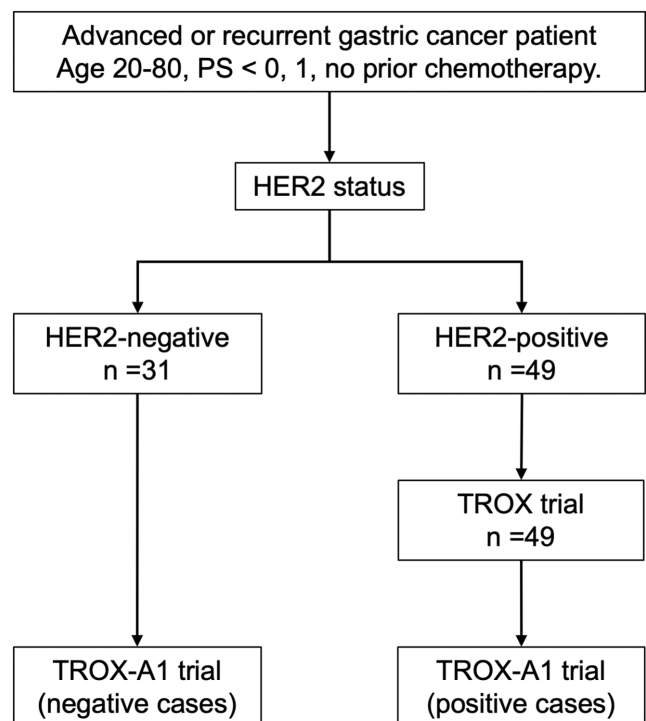 Advanced or recurrent gastric cancer patient
Age 20-80, PS < 0, 1, no prior chemotherapy.
HER2 status
HER2-negative
n =31
HER2-positive
n =49
TROX trial
n =49
TROX-A1 trial
(negative cases)
TROX-A1 trial
(positive cases)